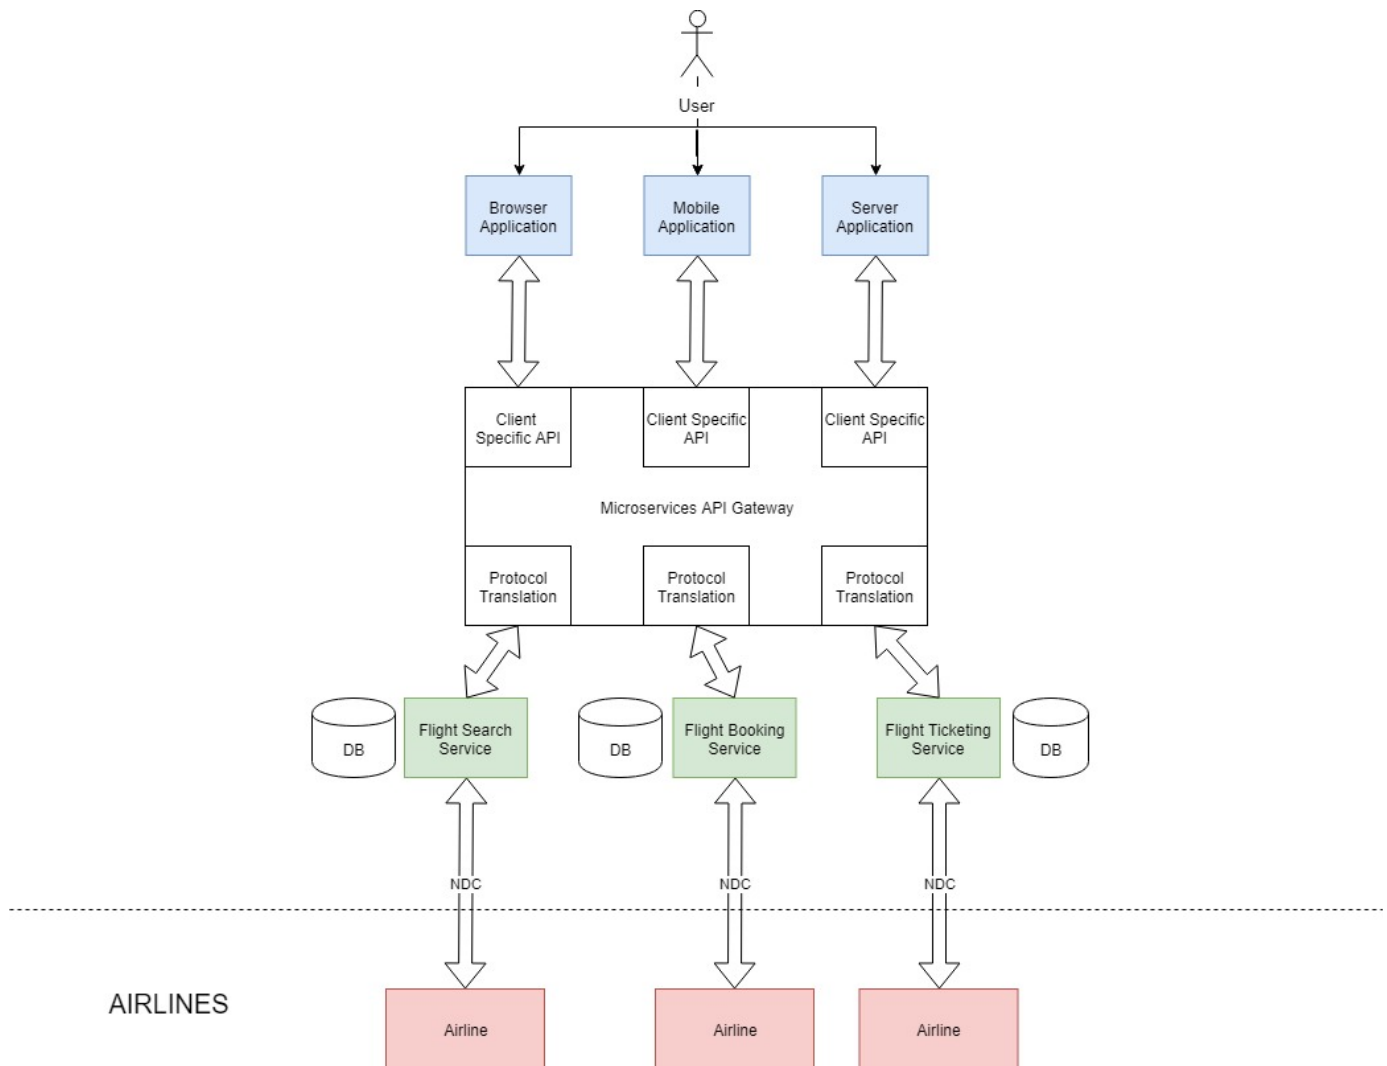 User
Browser
Application
Mobile
Application
Server
Application
Client
Specific API
Client Specific
API
Client Specific
API
Microservices API Gateway
Protocol
Translation
Protocol
Translation
Protocol
Translation
DB
Flight Search
Service
DB
Flight Booking
Service
Flight Ticketing
Service
DB
NDC
NDC
NDC
AIRLINES
Airline
Airline
Airline